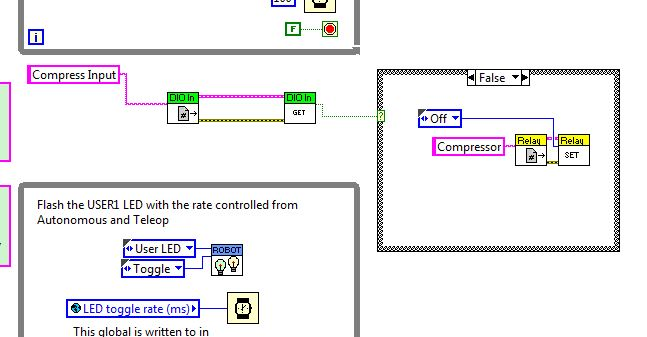 100
i
F
Compress Input
DIO In
#
DIO In
GET
?
False
Off
Compressor
Relay
#
Relay
SET
Flash the USER1 LED with the rate controlled from
Autonomous and Teleop
User LED
Toggle
ROBOT
LED toggle rate (ms)
This global is written to in